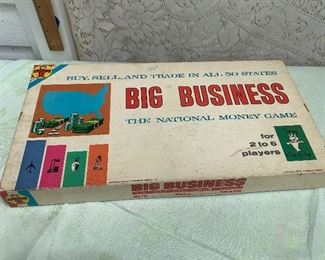 BUY, SELL, AND TRADE IN ALL 50 STATES
BIG BUSINESS
THE NATIONAL MONEY GAME
for
2 to 6
players
BIG BUSINESS